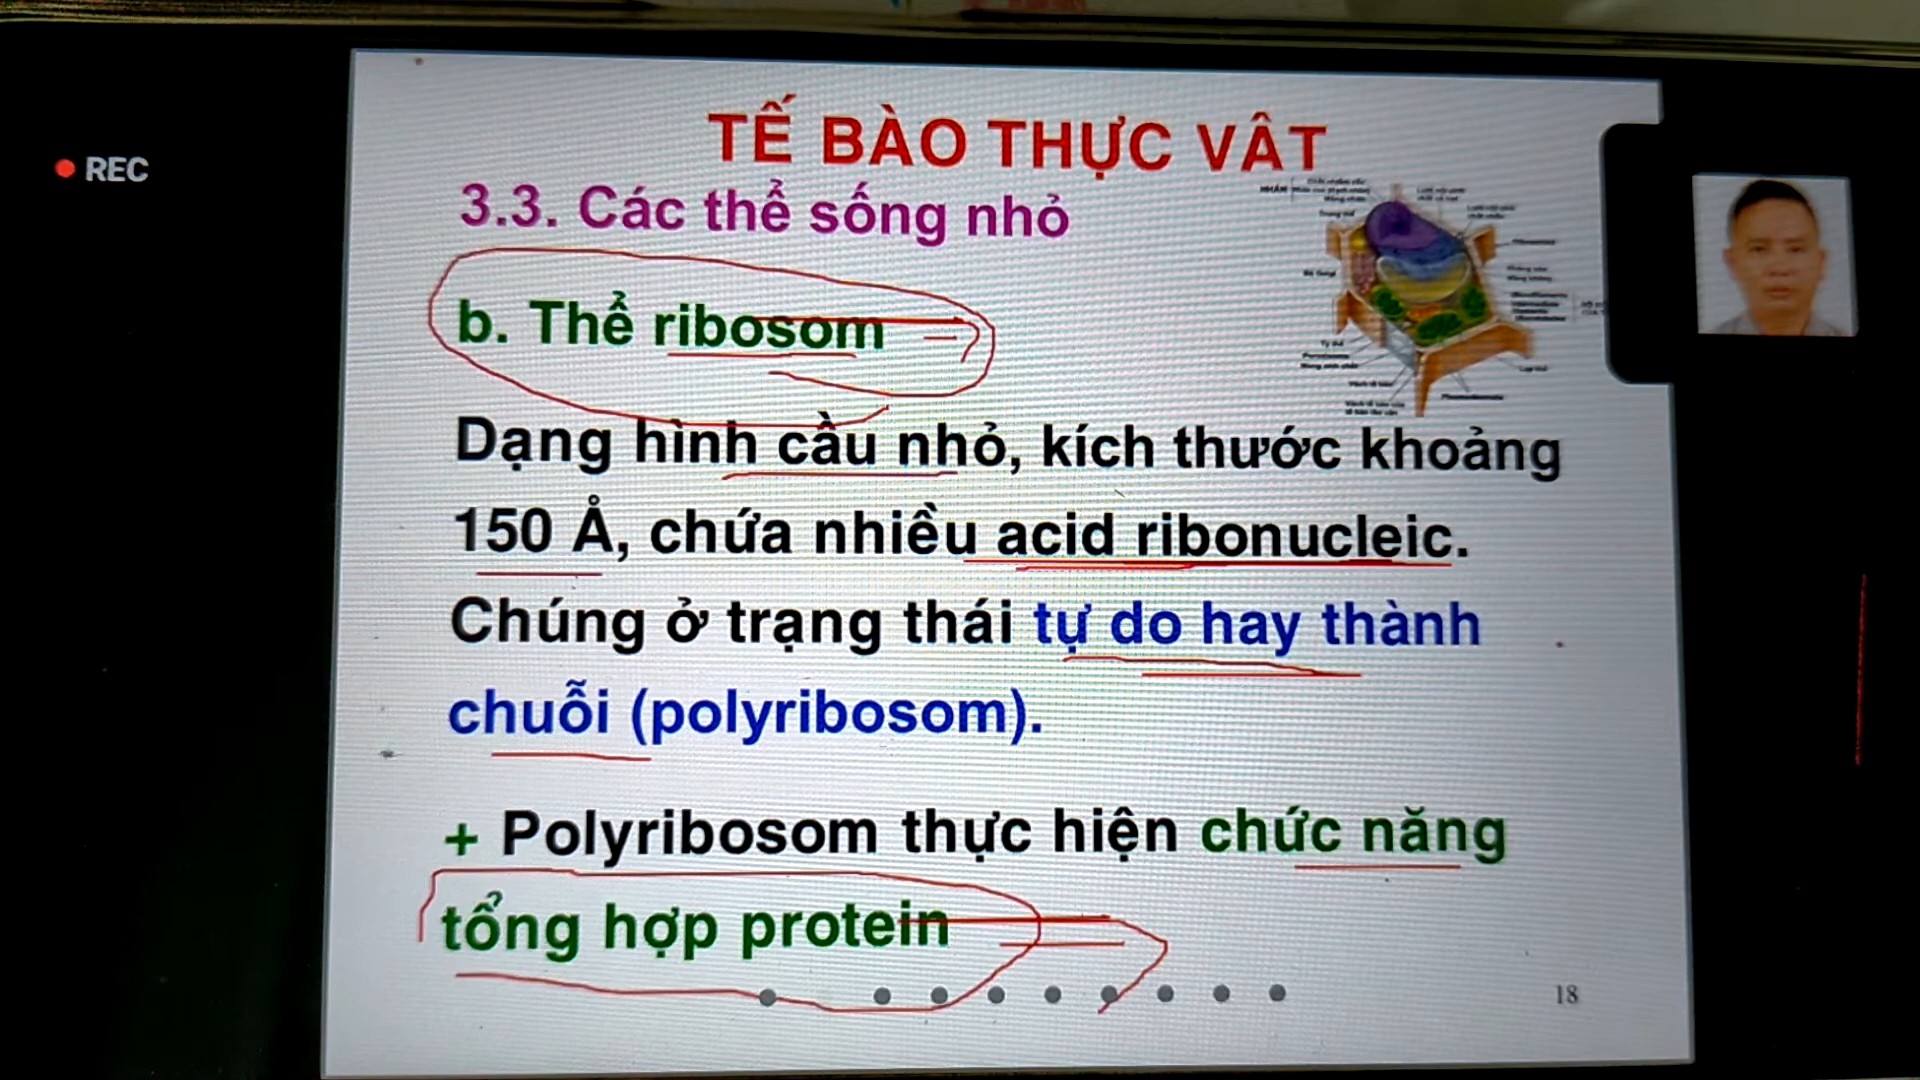 REC
TẾ BÀO THỰC VÂT
3.3. Các thể sống nhỏ
b. Thể ribosom
Dạng hình cầu nhỏ, kích thước khoảng
150 Å, chứa nhiều acid ribonucleic.
Chúng ở trạng thái tự do hay thành
chuỗi (polyribosom).
+ Polyribosom thực hiện chức năng
tổng hợp protein
18